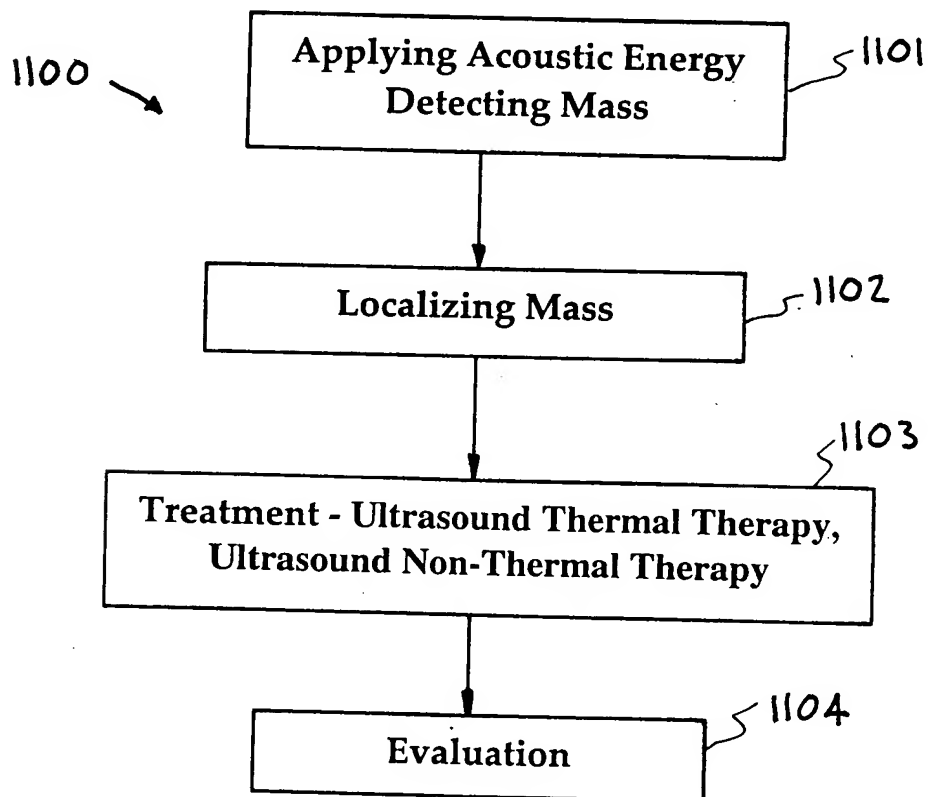 1100
Applying Acoustic Energy
Detecting Mass
1101
Localizing Mass
1102
1103
Treatment - Ultrasound Thermal Therapy,
Ultrasound Non-Thermal Therapy
Evaluation
1104